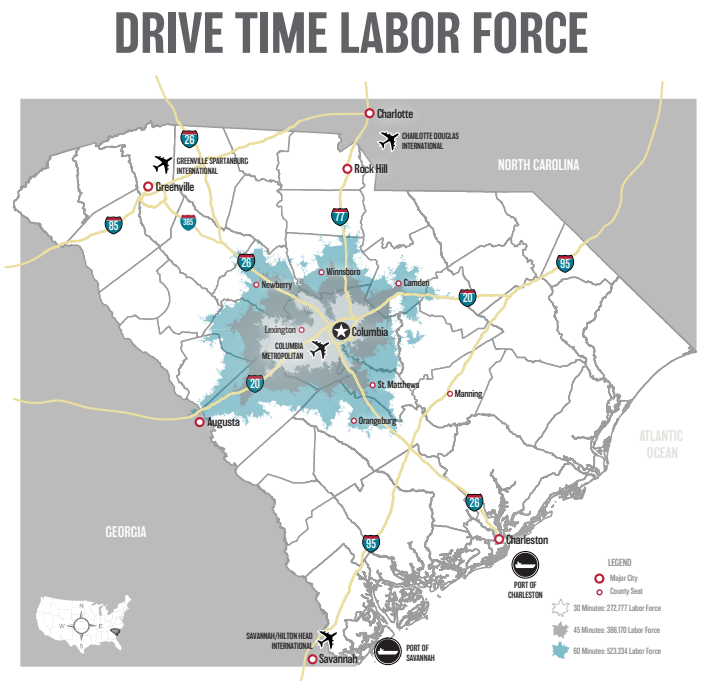 DRIVE TIME LABOR FORCE
Charlotte
26
CHARLOTTE DOUGLAS
INTERNATIONAL
GREENVILLE SPARTANBURG
INTERNATIONAL
NORTH CAROLINA
Rock Hill
Greenville
77
385
85
26
95
Winnsboro
Newberry
Camden
20
Lexington
Columbia
COLUMBIA
METROPOLITAN
20
St. Matthews
Manning
Augusta
Orangeburg
ATLANTIC
OCEAN
26
GEORGIA
95
Charleston
PORT OF
CHARLESTON
LEGEND
Major City
County Seat
30 Minutes: 272,777 Labor Force
45 Minutes: 386,170 Labor Force
60 Minutes: 523,234 Labor Force
N
W
E
S
SAVANNAH/HILTON HEAD
INTERNATIONAL
PORT OF
SAVANNAH
Savannah